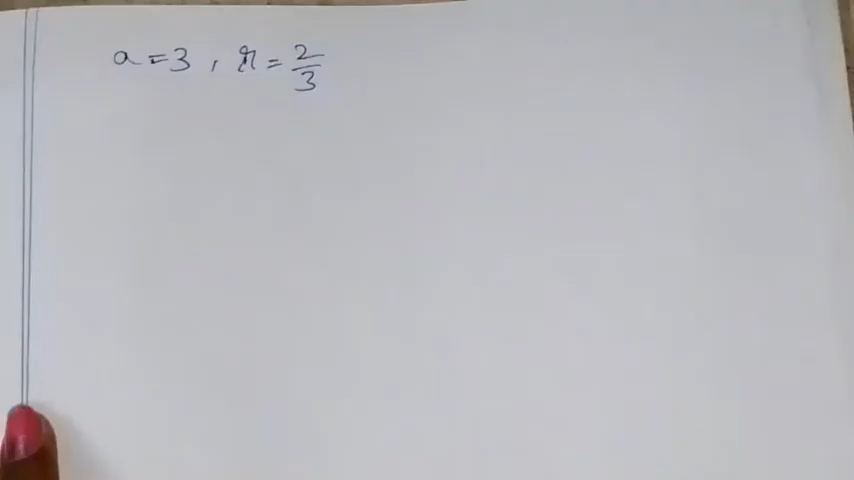 a = 3 , r = 2/3